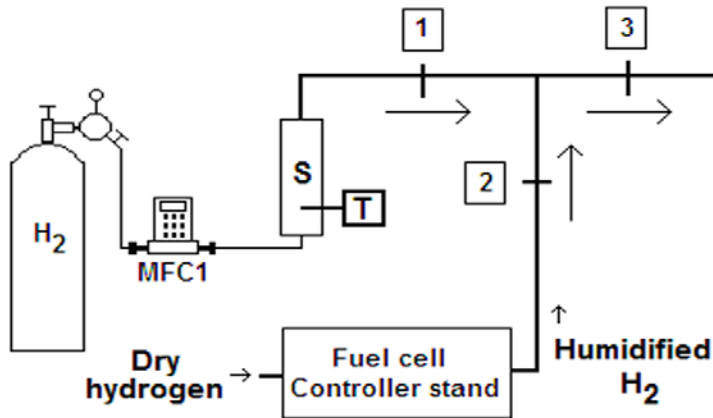 1
3
S
T
2
H2
MFC1
Dry
hydrogen
Fuel cell
Controller stand
Humidified
H2